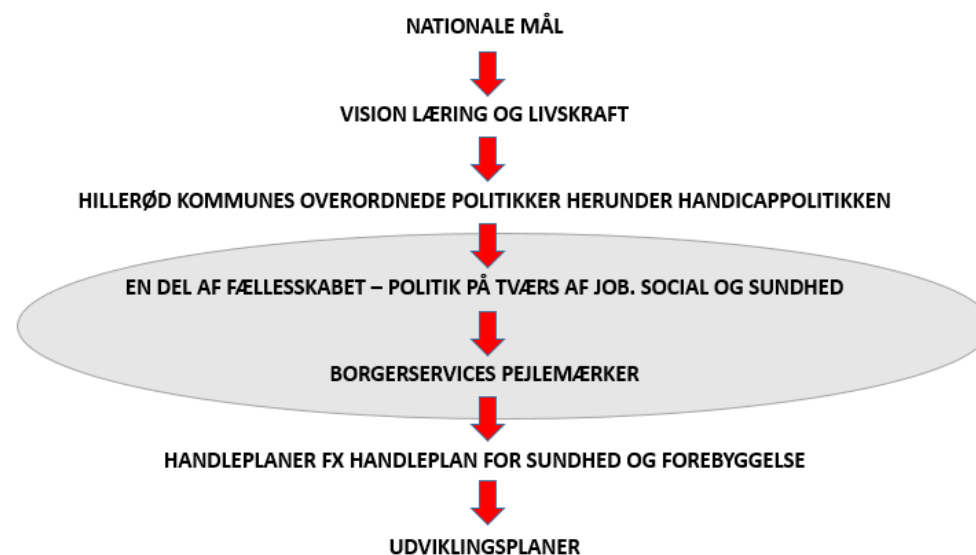 NATIONALE MÅL
VISION LÆRING OG LIVSKRAFT
HILLERØD KOMMUNES OVERORDNEDE POLITIKKER HERUNDER HANDICAPPOLITIKKEN
EN DEL AF FÆLLESSKABET – POLITIK PÅ TVÆRS AF JOB. SOCIAL OG SUNDHED
BORGERSERVICES PEJLEMÆRKER
HANDLEPLANER FX HANDLEPLAN FOR SUNDHED OG FOREBYGGELSE
UDVIKLINGSPLANER